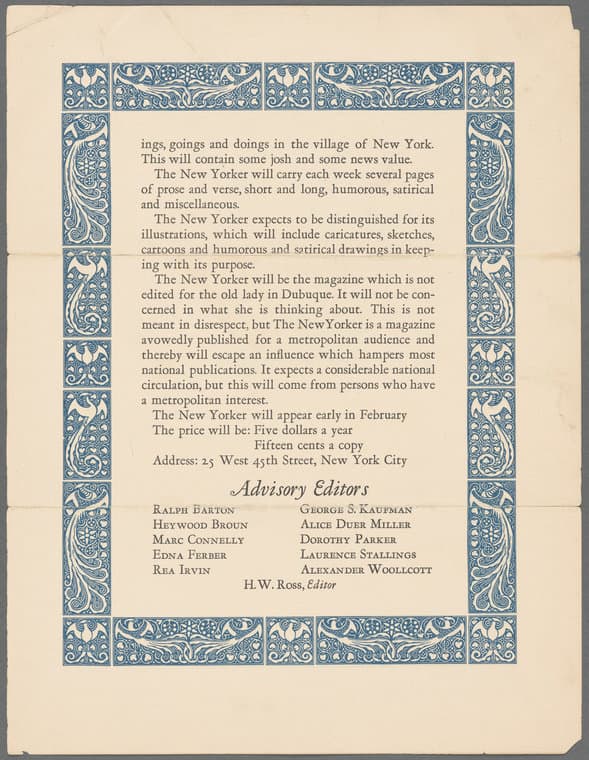 ings, goings and doings in the village of New York.
This will contain some josh and some news value.
The New Yorker will carry each week several pages
of prose and verse, short and long, humorous, satirical
and miscellaneous.
The New Yorker expects to be distinguished for its
illustrations, which will include caricatures, sketches,
cartoons and humorous and satirical drawings in keep-
ing with its purpose.
The New Yorker will be the magazine which is not
edited for the old lady in Dubuque. It will not be con-
cerned in what she is thinking about. This is not
meant in disrespect, but The New Yorker is a magazine
avowedly published for a metropolitan audience and
thereby will escape an influence which hampers most
national publications. It expects a considerable national
circulation, but this will come from persons who have
a metropolitan interest.
The New Yorker will appear early in February
The price will be: Five dollars a year
Fifteen cents a copy
Address: 25 West 45th Street, New York City
Advisory Editors
Ralph Barton George S. Kaufman
Heywood Broun Alice Duer Miller
Marc Connelly Dorothy Parker
Edna Ferber Laurence Stallings
Rea Irvin Alexander Woollcott
H. W. Ross, Editor